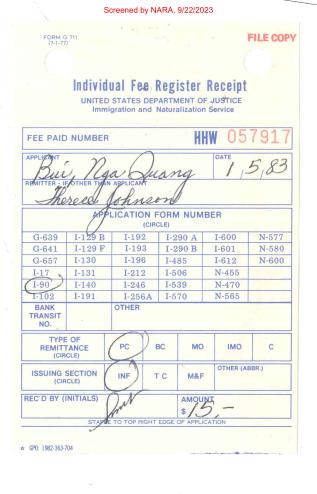 Screened by NARA, 9/22/2023
FORM G 711
(7-1-77)
FILE COPY
Individual Fee Register Receipt
UNITED STATES DEPARTMENT OF JUSTICE
Immigration and Naturalization Service
FEE PAID NUMBER HHW 057917
APPLICANT DATE
Bui, Nga Quang 1, 5, 83
REMITTER - IF OTHER THAN APPLICANT
Johnson
APPLICATION FORM NUMBER
(CIRCLE)
G-639 I-129 B I-192 I-290 A I-600 N-577
G-641 I-129 F I-193 I-290 B I-601 N-580
G-657 I-130 I-196 I-485 I-612 N-600
I-17 I-131 I-212 I-506 N-455
I-90 I-140 I-246 I-539 N-470
I-102 I-191 I-256A I-570 N-565
BANK TRANSIT NO. OTHER
TYPE OF REMITTANCE (CIRCLE) PC BC MO IMO C
ISSUING SECTION (CIRCLE) INF T C M&F OTHER (ABBR.)
REC'D BY (INITIALS) AMOUNT
$ 15,-
STAPLE TO TOP RIGHT EDGE OF APPLICATION
☆ GPO: 1982-363-704